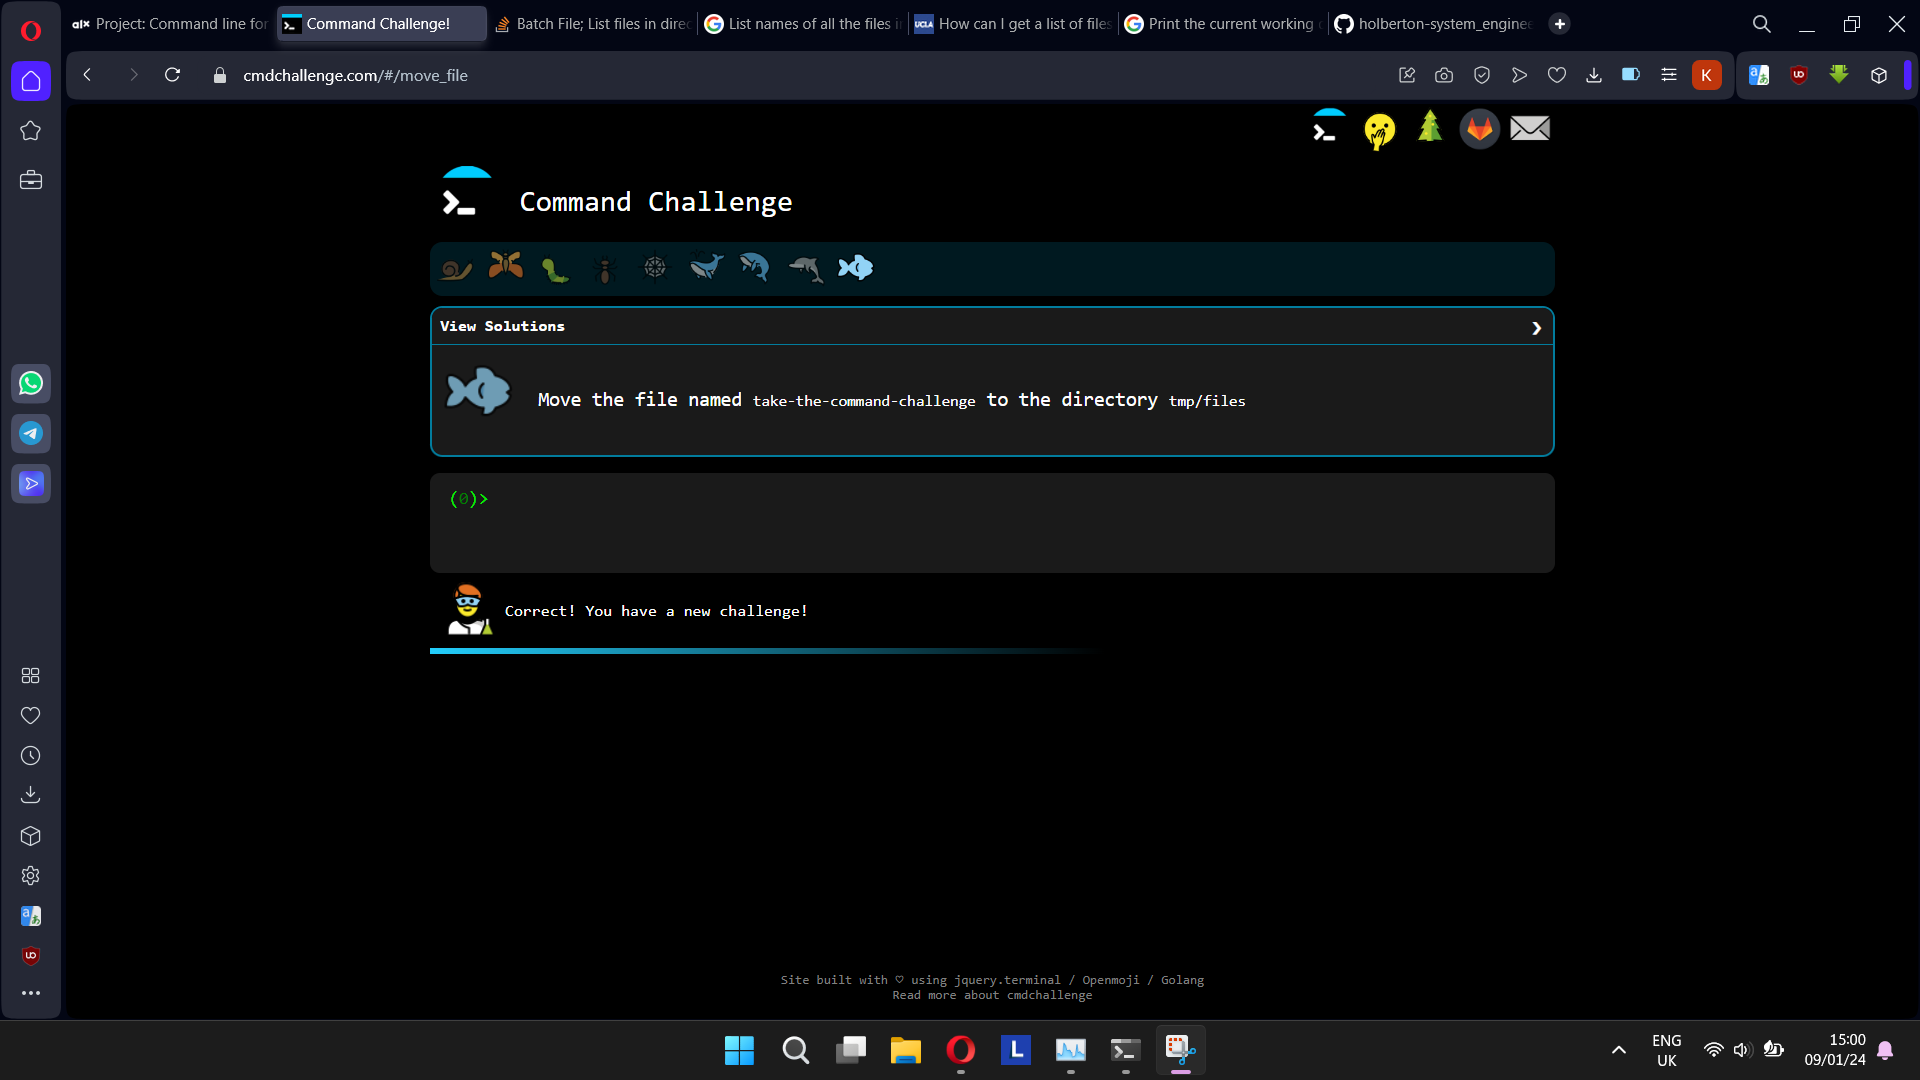 alx Project: Command line for
Command Challenge!
Batch File; List files in direc
List names of all the files i
UCLA How can I get a list of files
Print the current working
holberton-system_enginee
cmdchallenge.com/#/move_file
K
Command Challenge
View Solutions
Move the file named take-the-command-challenge to the directory tmp/files
(0)>
Correct! You have a new challenge!
Site built with ♡ using jquery.terminal / Openmoji / Golang
Read more about cmdchallenge
L
ENG
UK
15:00
09/01/24